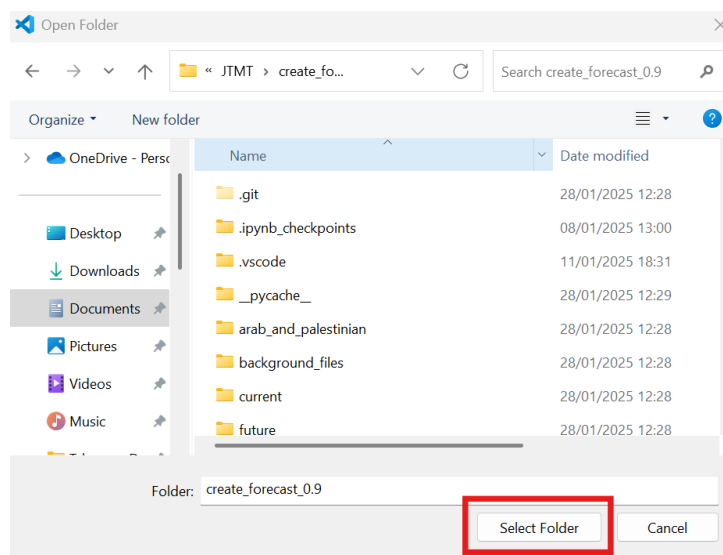 Open Folder
« JTMT › create_fo...
Search create_forecast_0.9
Organize
New folder
?
Name
Date modified
OneDrive - Perso
.git
28/01/2025 12:28
.ipynb_checkpoints
08/01/2025 13:00
Desktop
.vscode
11/01/2025 18:31
Downloads
__pycache__
28/01/2025 12:29
Documents
arab_and_palestinian
28/01/2025 12:28
Pictures
background_files
28/01/2025 12:28
Videos
current
28/01/2025 12:28
Music
future
28/01/2025 12:28
Folder:
create_forecast_0.9
Select Folder
Cancel